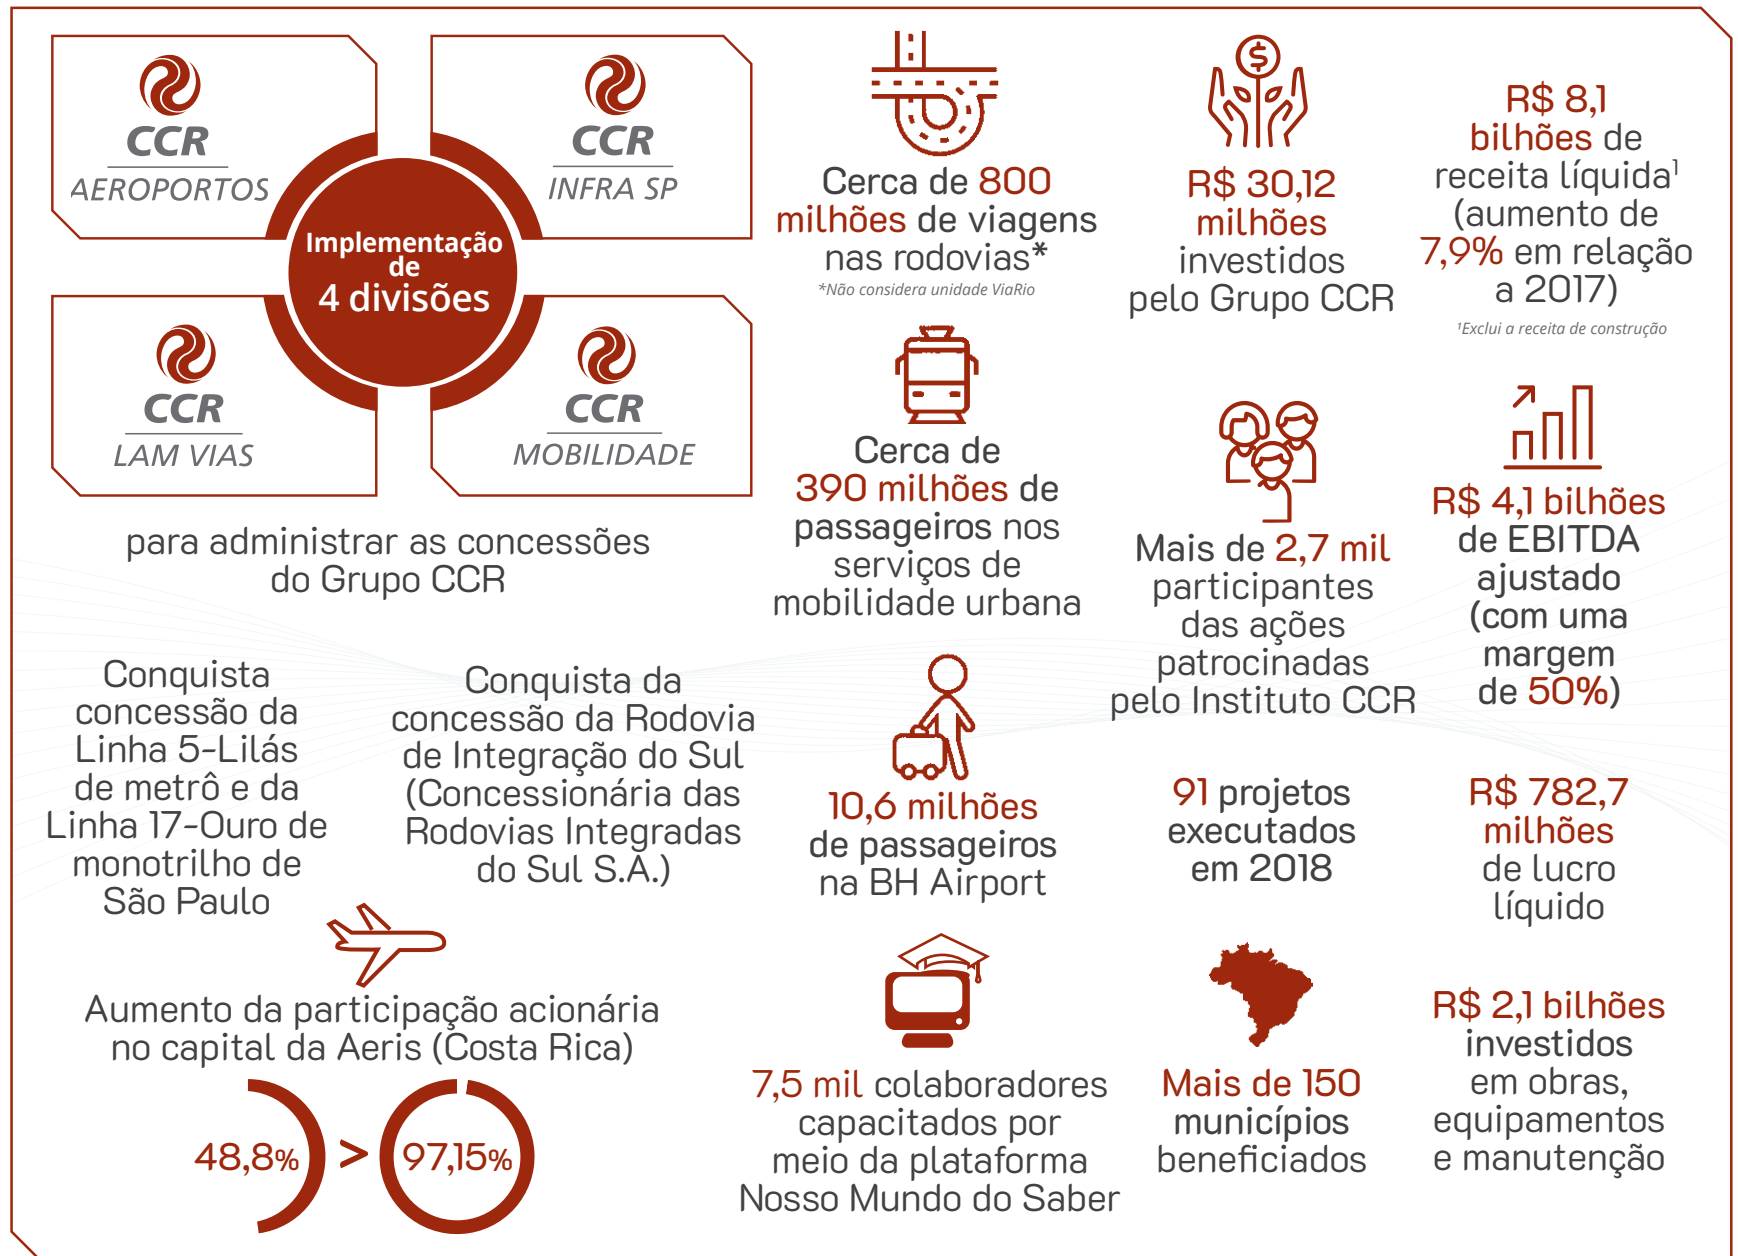 CCR
AEROPORTOS
CCR
INFRA SP
Implementação
de
4 divisões
CCR
LAM VIAS
CCR
MOBILIDADE
para administrar as concessões
do Grupo CCR
Conquista
concessão da
Linha 5-Lilás
de metrô e da
Linha 17-Ouro de
monotrilho de
São Paulo
Conquista da
concessão da Rodovia
de Integração do Sul
(Concessionária das
Rodovias Integradas
do Sul S.A.)
Aumento da participação acionária
no capital da Aeris (Costa Rica)
48,8% > 97,15%
Cerca de 800
milhões de viagens
nas rodovias*
*Não considera unidade ViaRio
Cerca de
390 milhões de
passageiros nos
serviços de
mobilidade urbana
10,6 milhões
de passageiros
na BH Airport
7,5 mil colaboradores
capacitados por
meio da plataforma
Nosso Mundo do Saber
R$ 30,12
milhões
investidos
pelo Grupo CCR
Mais de 2,7 mil
participantes
das ações
patrocinadas
pelo Instituto CCR
91 projetos
executados
em 2018
Mais de 150
municípios
beneficiados
R$ 8,1
bilhões de
receita líquida¹
(aumento de
7,9% em relação
a 2017)
¹Exclui a receita de construção
R$ 4,1 bilhões
de EBITDA
ajustado
(com uma
margem
de 50%)
R$ 782,7
milhões
de lucro
líquido
R$ 2,1 bilhões
investidos
em obras,
equipamentos
e manutenção